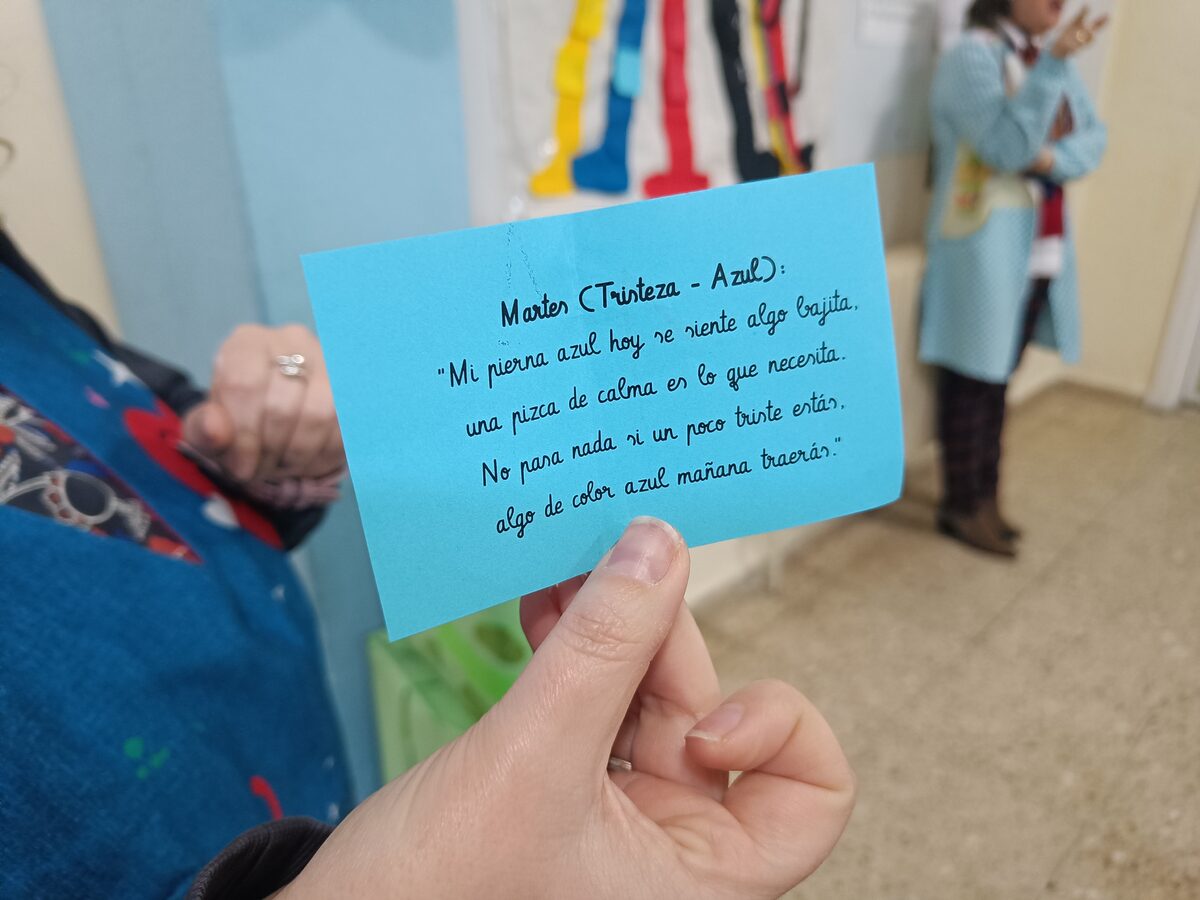 Martes (Tristeza - Azul):
"Mi pierna azul hoy se siente algo bajita,
una pizca de calma es lo que necesita.
No pasa nada si un poco triste estás,
algo de color azul mañana traerás."